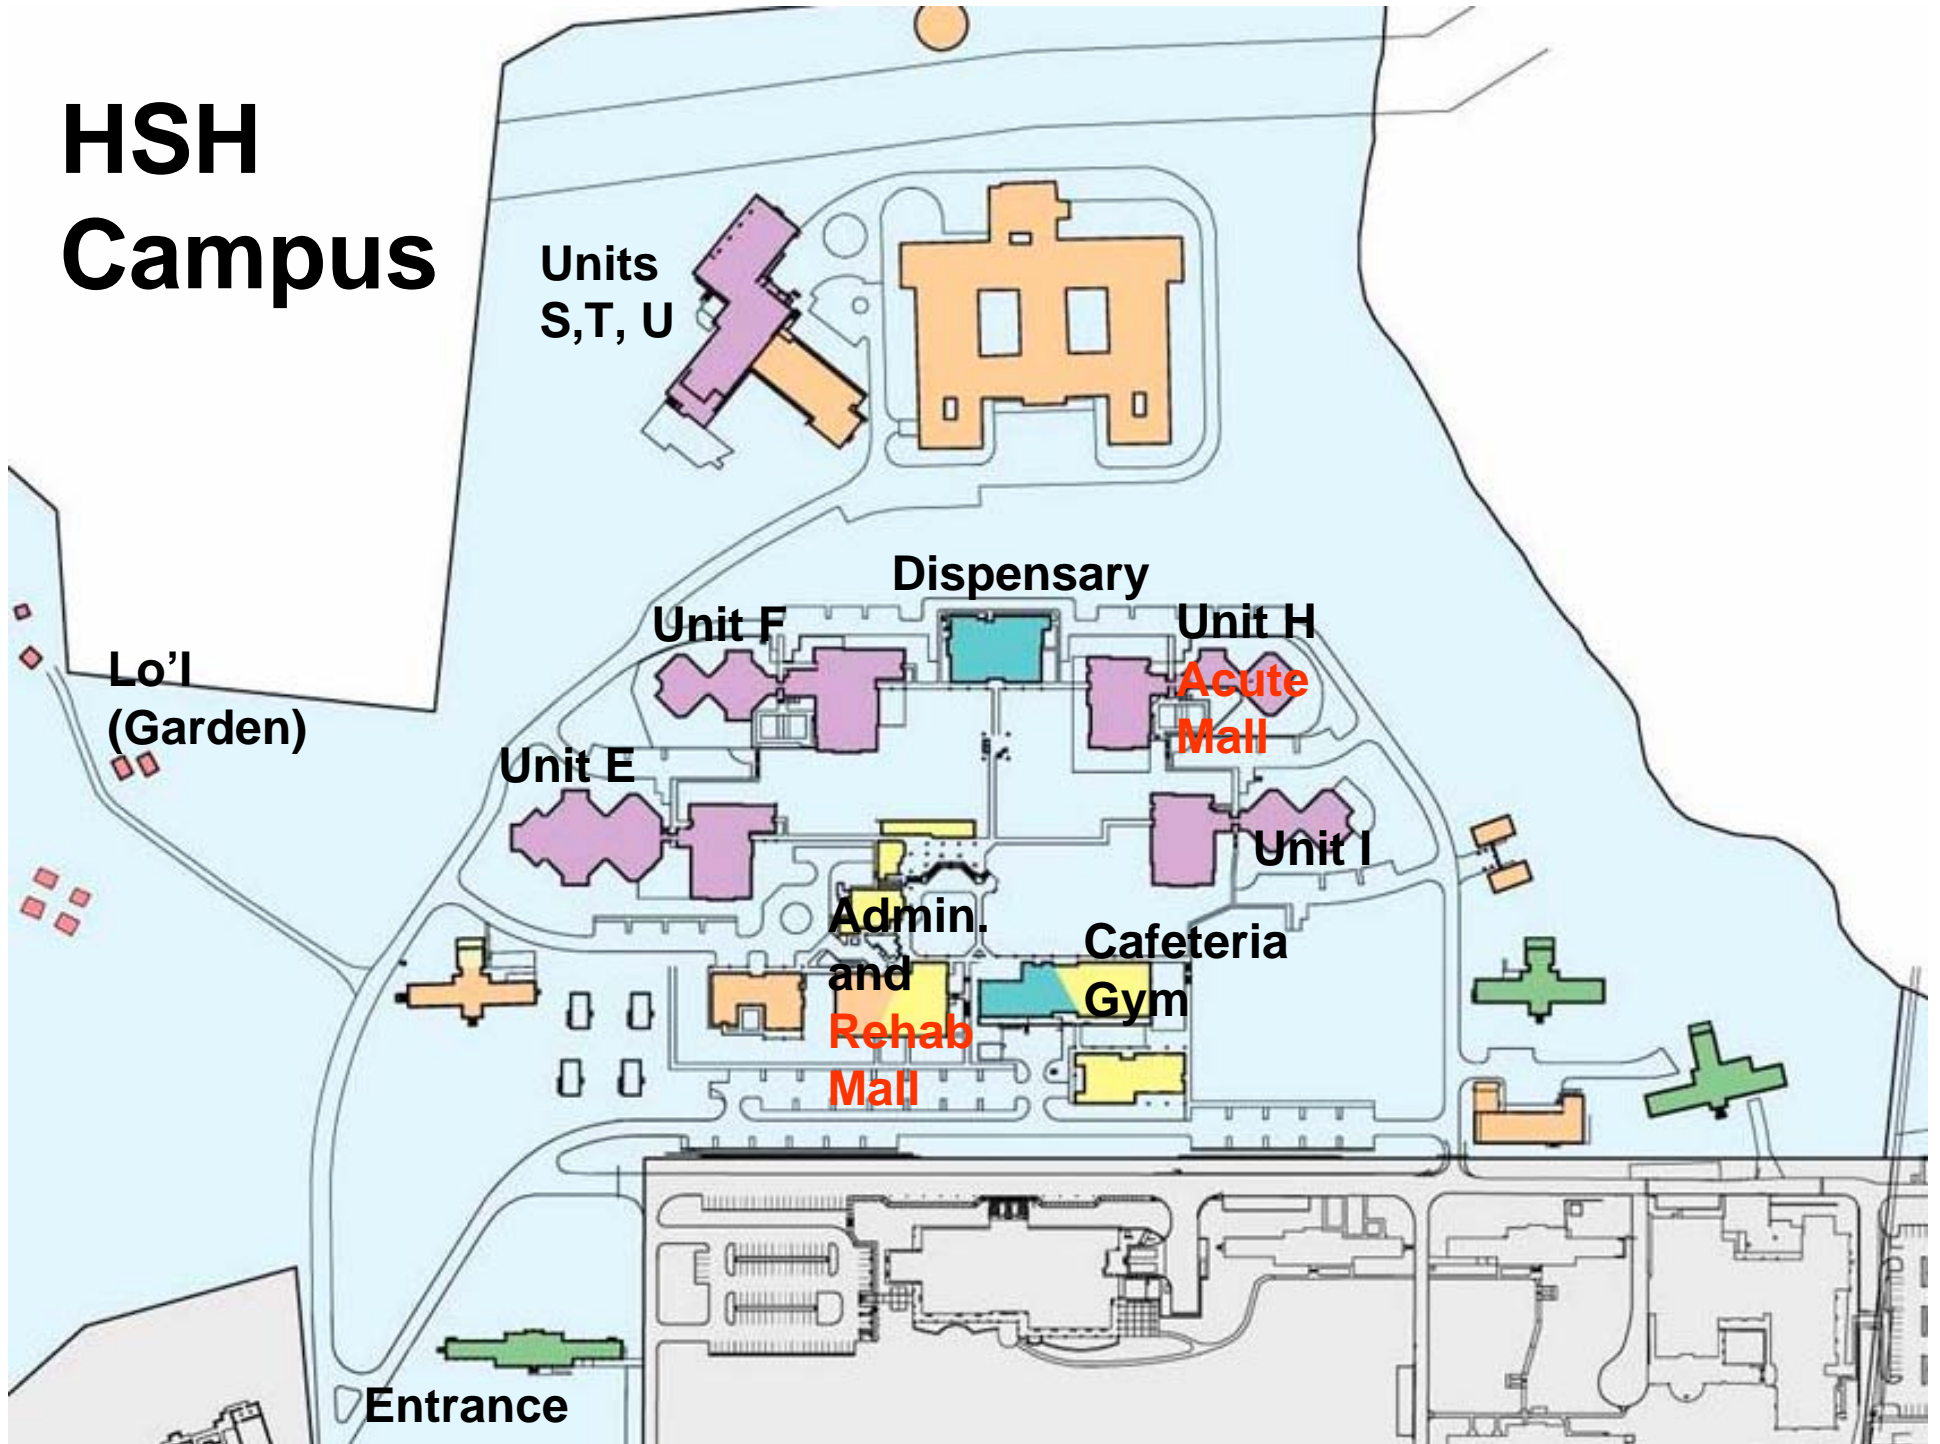 HSH
Campus
Units
S,T, U
Dispensary
Unit F
Unit H
Acute
Mall
Lo’I
(Garden)
Unit E
Unit I
Admin.
and
Rehab
Mall
Cafeteria
Gym
Entrance